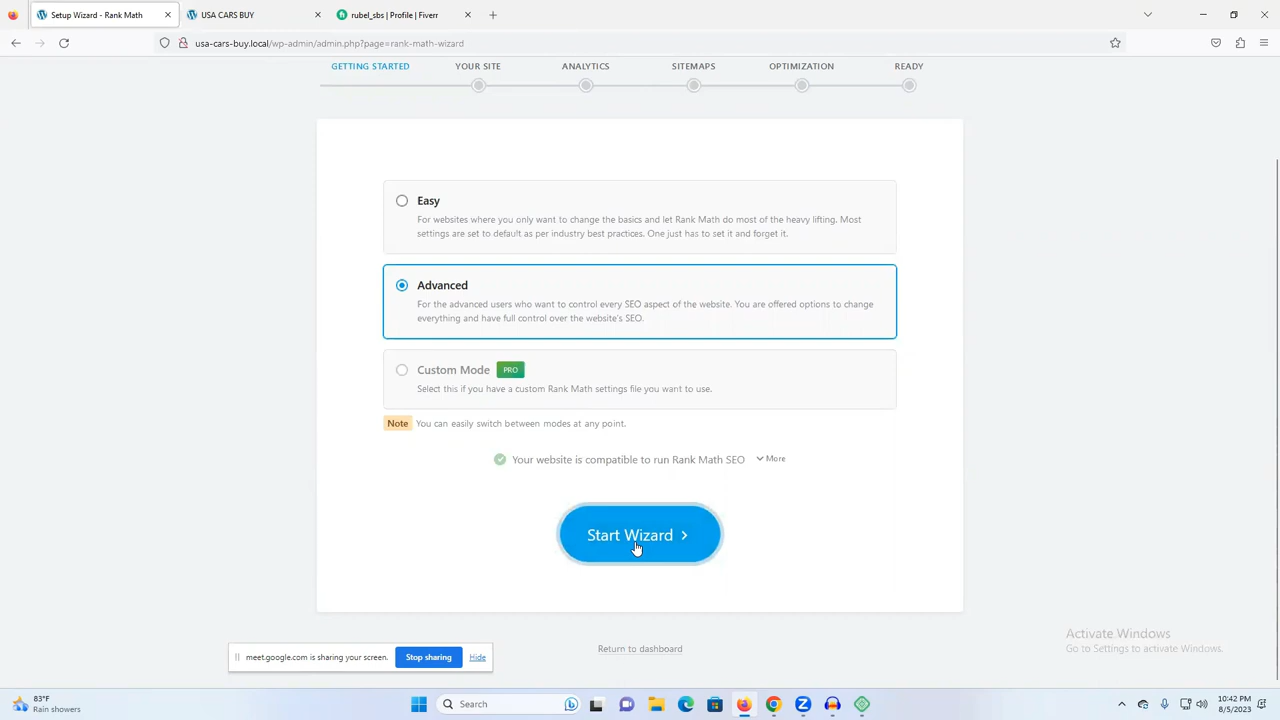 Setup Wizard - Rank Math
USA CARS BUY
rubel_sbs | Profile | Fiverr
usa-cars-buy.local/wp-admin/admin.php?page=rank-math-wizard
GETTING STARTED
YOUR SITE
ANALYTICS
SITEMAPS
OPTIMIZATION
READY
Easy
For websites where you only want to change the basics and let Rank Math do most of the heavy lifting. Most
settings are set to default as per industry best practices. One just has to set it and forget it.
Advanced
For the advanced users who want to control every SEO aspect of the website. You are offered options to change
everything and have full control over the website's SEO.
Custom Mode PRO
Select this if you have a custom Rank Math settings file you want to use.
Note You can easily switch between modes at any point.
Your website is compatible to run Rank Math SEO More
Start Wizard
Activate Windows
Go to Settings to activate Windows.
Return to dashboard
meet.google.com is sharing your screen. Stop sharing Hide
83°F
Rain showers
Search
10:42 PM
8/5/2023